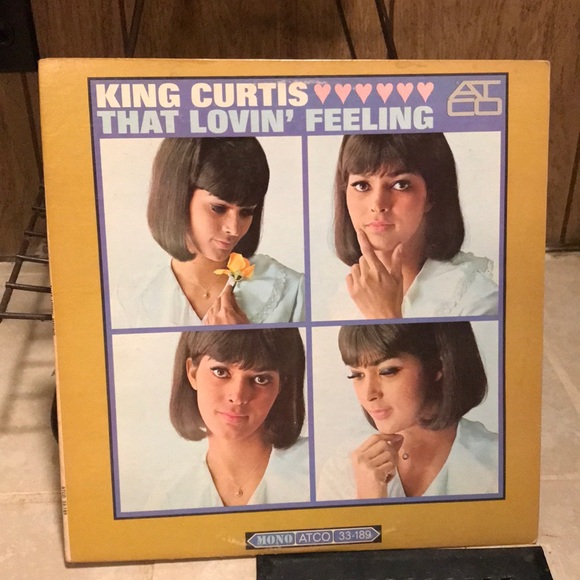 KING CURTIS ♥♥♥♥♥♥
THAT LOVIN' FEELING
ATCO
MONO ATCO 33-189